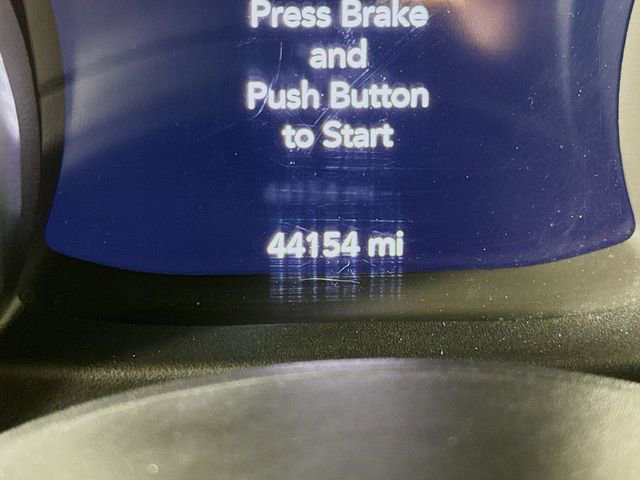 Press Brake
and
Push Button
to Start
44154 mi